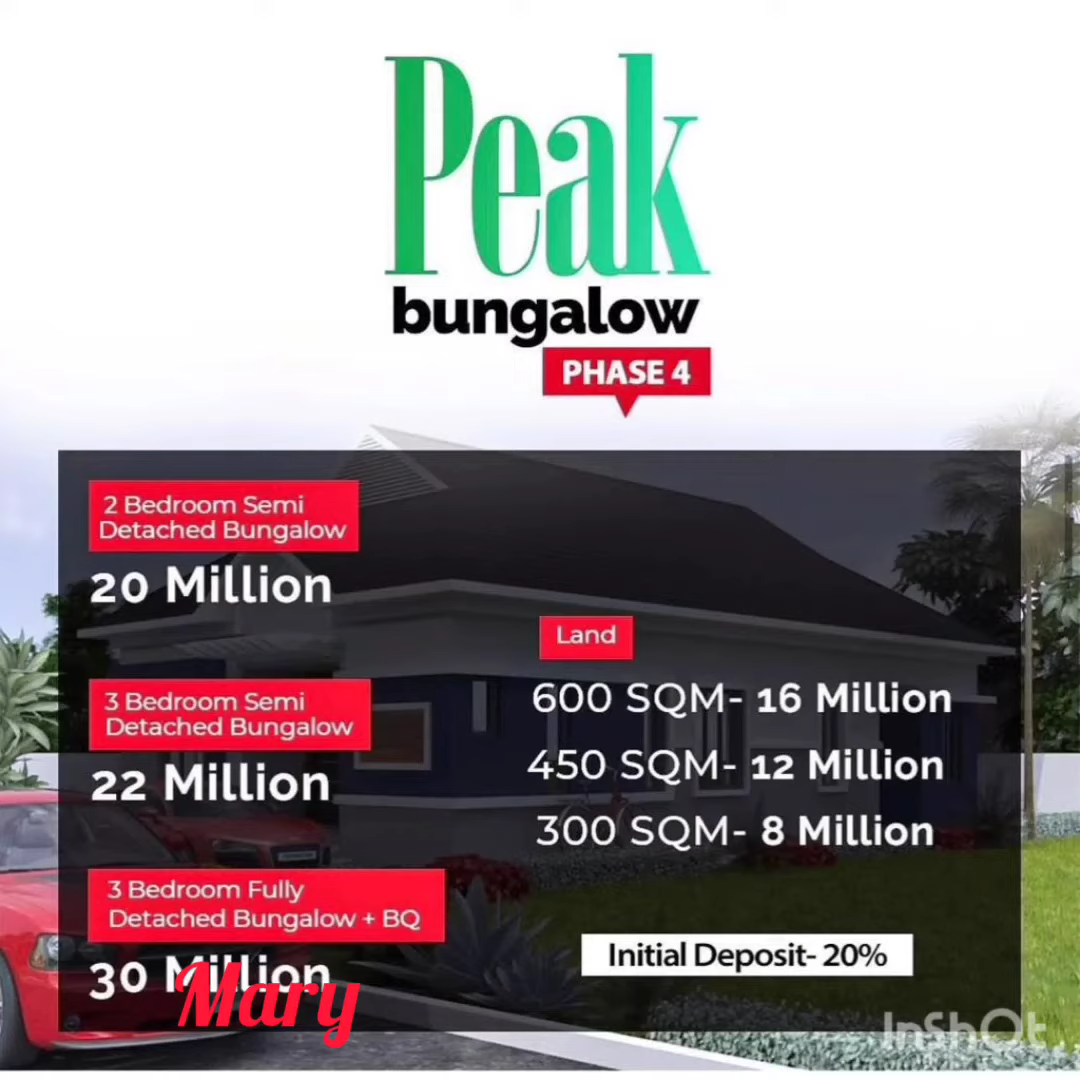 Peak
bungalow
PHASE 4
2 Bedroom Semi
Detached Bungalow
20 Million
3 Bedroom Semi
Detached Bungalow
22 Million
3 Bedroom Fully
Detached Bungalow + BQ
30 Million
Mary
Land
600 SQM- 16 Million
450 SQM- 12 Million
300 SQM- 8 Million
Initial Deposit- 20%
InShOt